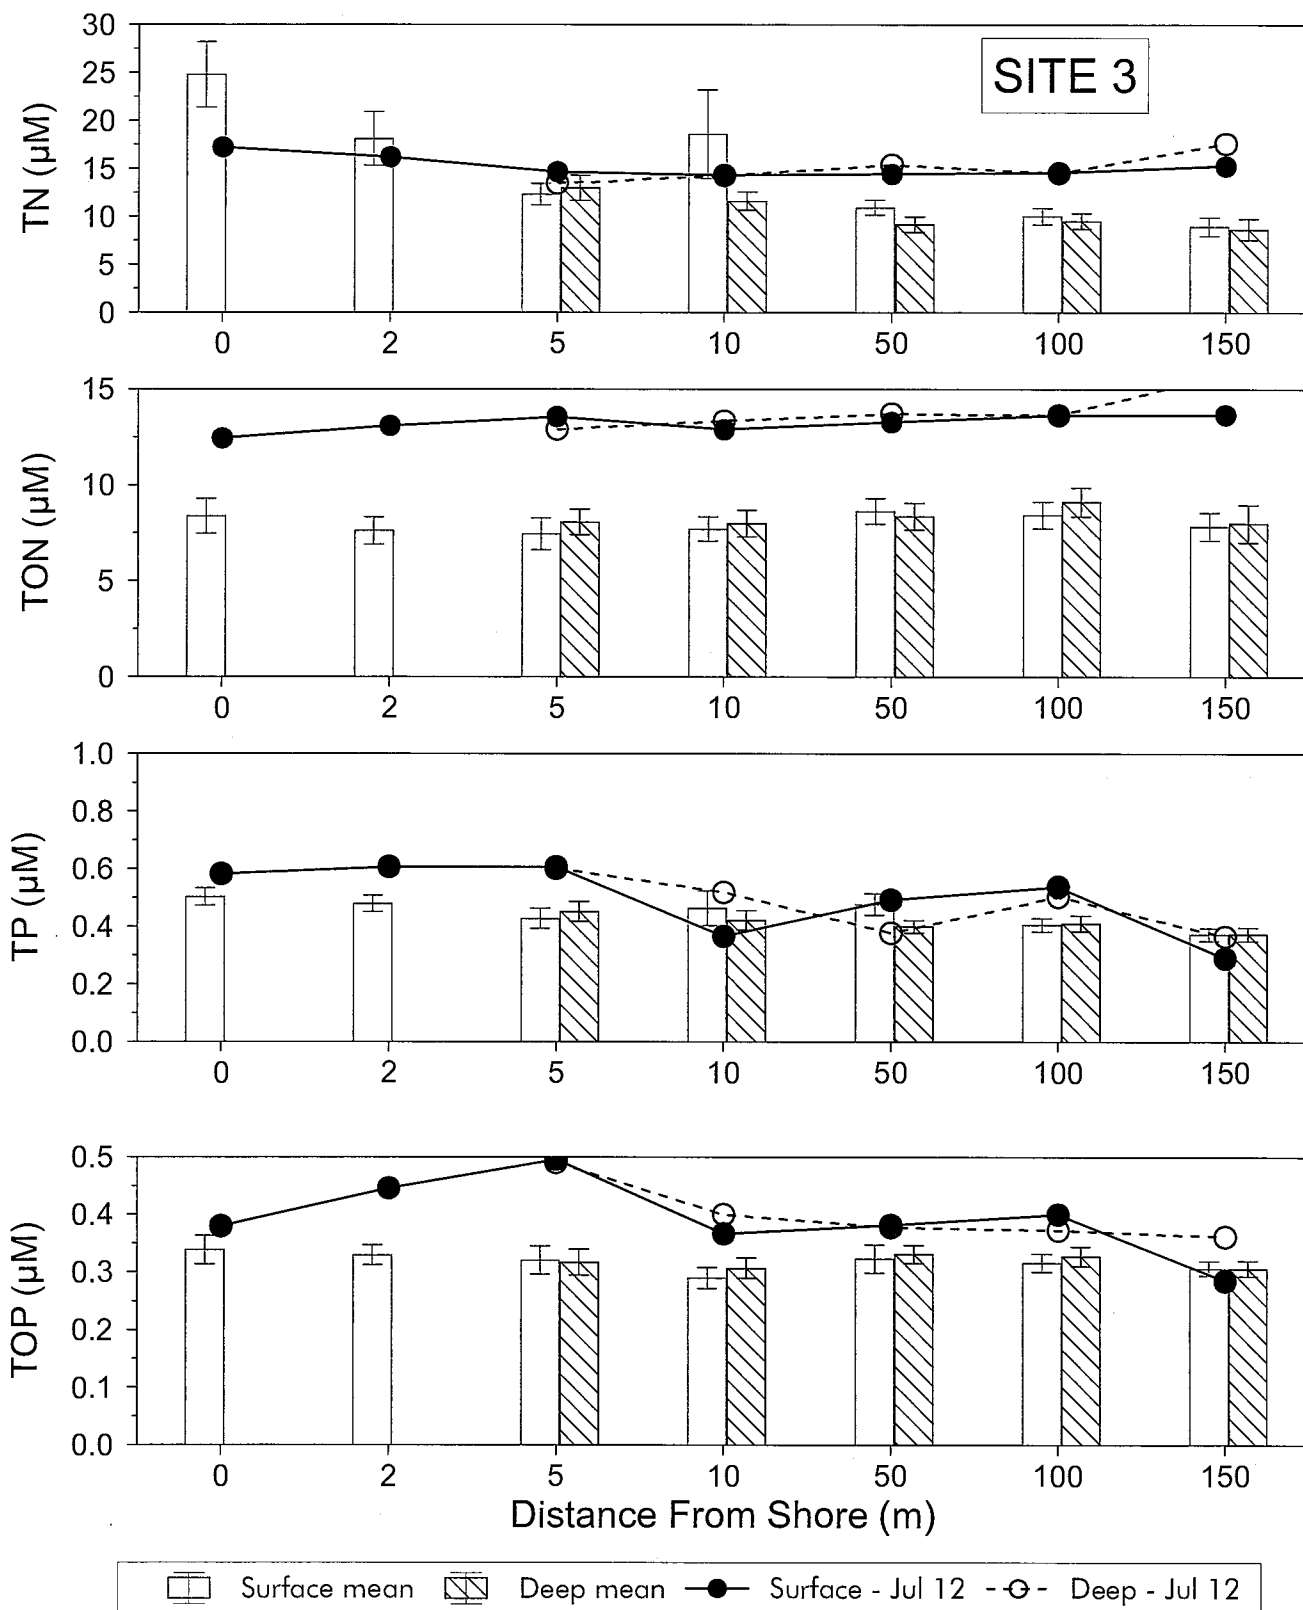 SITE 3
TN (µM)
30
25
20
15
10
5
0
0 2 5 10 50 100 150
TON (µM)
15
10
5
0
0 2 5 10 50 100 150
TP (µM)
1.0
0.8
0.6
0.4
0.2
0.0
0 2 5 10 50 100 150
TOP (µM)
0.5
0.4
0.3
0.2
0.1
0.0
0 2 5 10 50 100 150
Distance From Shore (m)
Surface mean Deep mean Surface - Jul 12 Deep - Jul 12